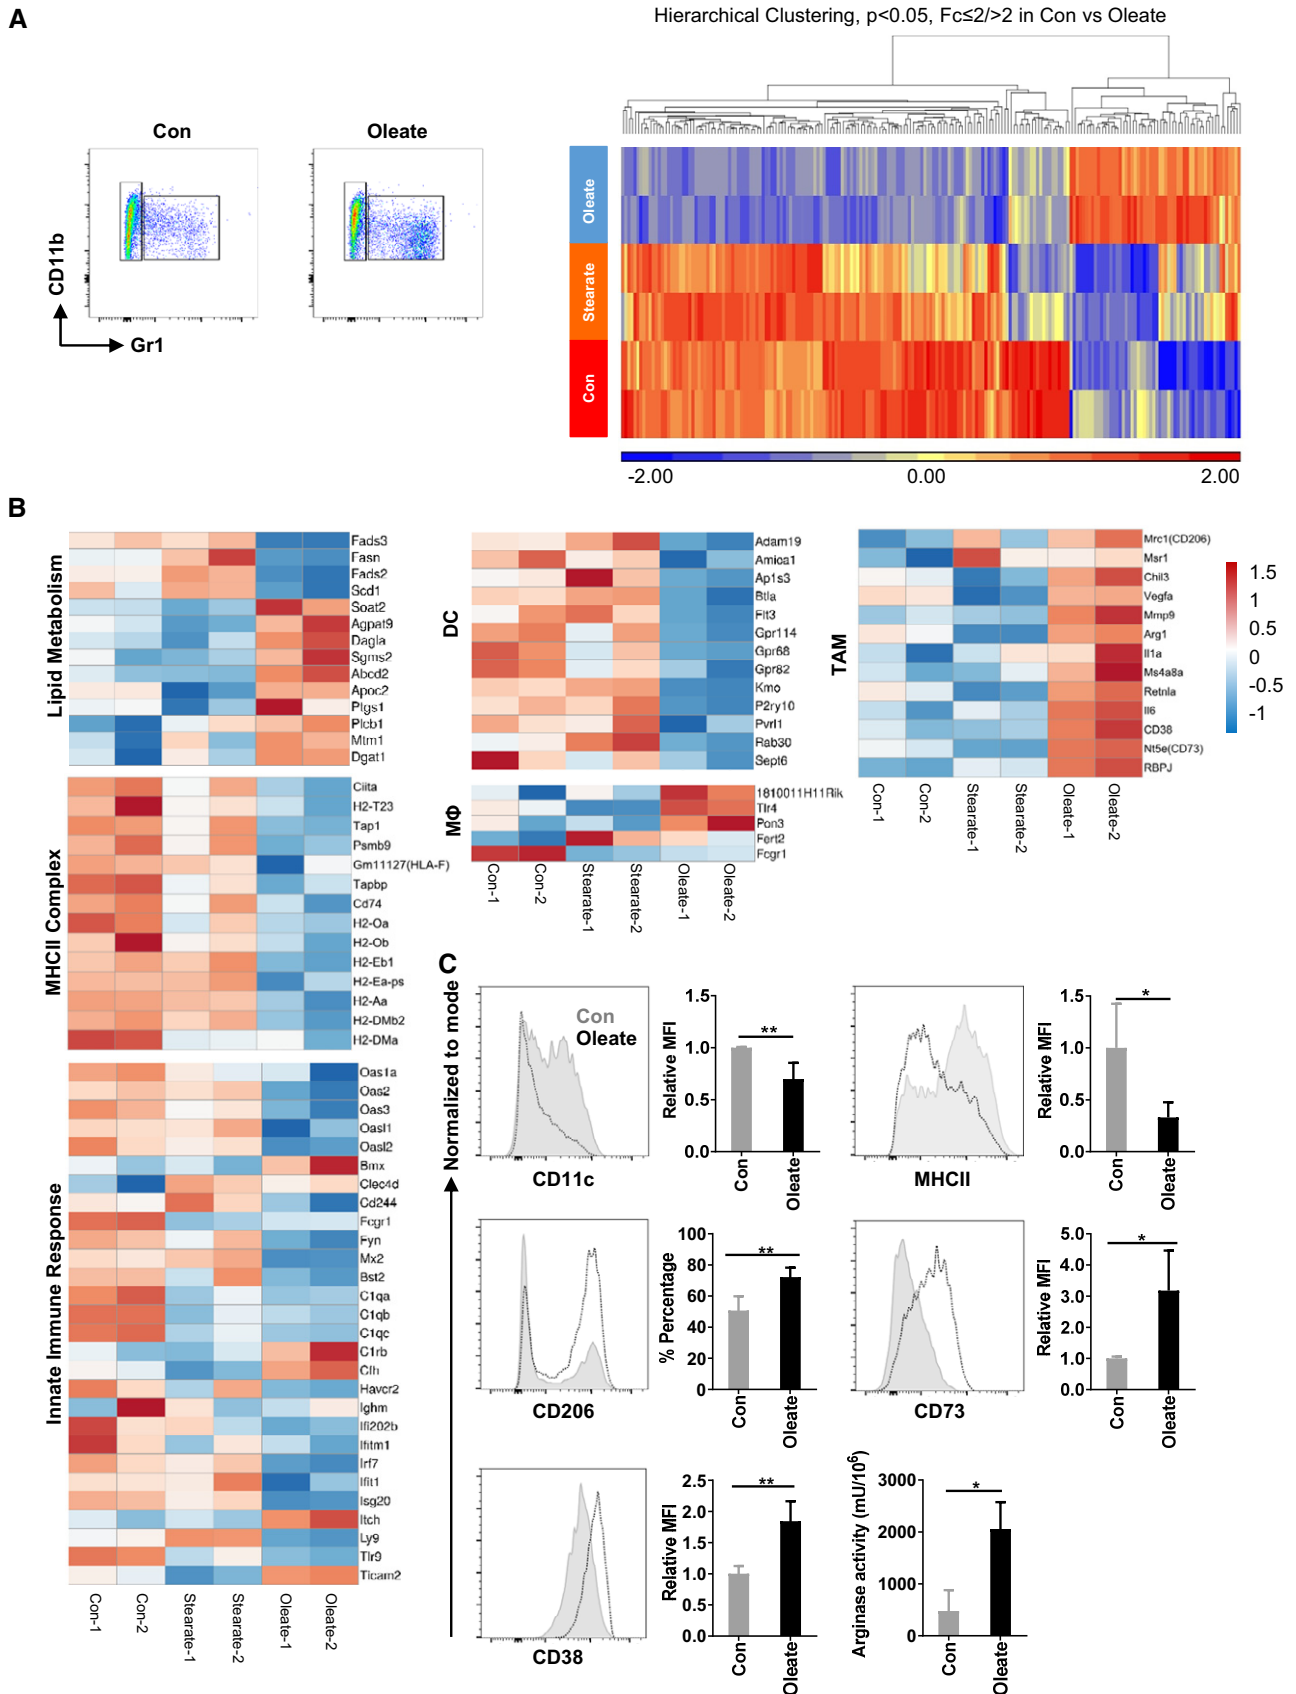 A
Hierarchical Clustering, p<0.05, Fc≤2/>2 in Con vs Oleate
Con
Oleate
CD11b
Gr1
Oleate
Stearate
Con
-2.00 0.00 2.00
B
Lipid Metabolism
Fads3
Fasn
Fads2
Scd1
Soat2
Agpat9
Dagla
Sgms2
Abcd2
Apoc2
Ptgs1
Plcb1
Mtm1
Dgat1
MHCII Complex
Ciita
H2-T23
Tap1
Psmb9
Gm11127(HLA-F)
Tapbp
Cd74
H2-Oa
H2-Ob
H2-Eb1
H2-Ea-ps
H2-Aa
H2-DMb2
H2-DMa
Innate Immune Response
Oas1a
Oas2
Oas3
Oasl1
Oasl2
Bmx
Clec4d
Cd244
Fcgr1
Fyn
Mx2
Bst2
C1qa
C1qb
C1qc
C1rb
Cfh
Havcr2
Ighm
Ifi202b
Ifitm1
Irf7
Ifit1
Isg20
Itch
Ly9
Tlr9
Ticam2
Con-1
Con-2
Stearate-1
Stearate-2
Oleate-1
Oleate-2
DC
Adam19
Amica1
Ap1s3
Btla
Flt3
Gpr114
Gpr68
Gpr82
Kmo
P2ry10
Pvrl1
Rab30
Sept6
MΦ
1810011H11Rik
Tlr4
Pon3
Fert2
Fcgr1
Con-1
Con-2
Stearate-1
Stearate-2
Oleate-1
Oleate-2
TAM
Mrc1(CD206)
Msr1
Chil3
Vegfa
Mmp9
Arg1
Il1a
Ms4a8a
Retnla
Il6
CD38
Nt5e(CD73)
RBPJ
Con-1
Con-2
Stearate-1
Stearate-2
Oleate-1
Oleate-2
1.5
1
0.5
0
-0.5
-1
C
Normalized to mode
Con
Oleate
CD11c
Relative MFI
1.5
1.0
0.5
0.0
**
Con
Oleate
MHCII
Relative MFI
1.5
1.0
0.5
0.0
*
Con
Oleate
CD206
% Percentage
100
80
60
40
20
0
**
Con
Oleate
CD73
Relative MFI
5.0
4.0
3.0
2.0
1.0
0.0
*
Con
Oleate
CD38
Relative MFI
2.5
2.0
1.5
1.0
0.5
0.0
**
Con
Oleate
Arginase activity (mU/10⁶)
3000
2000
1000
0
*
Con
Oleate